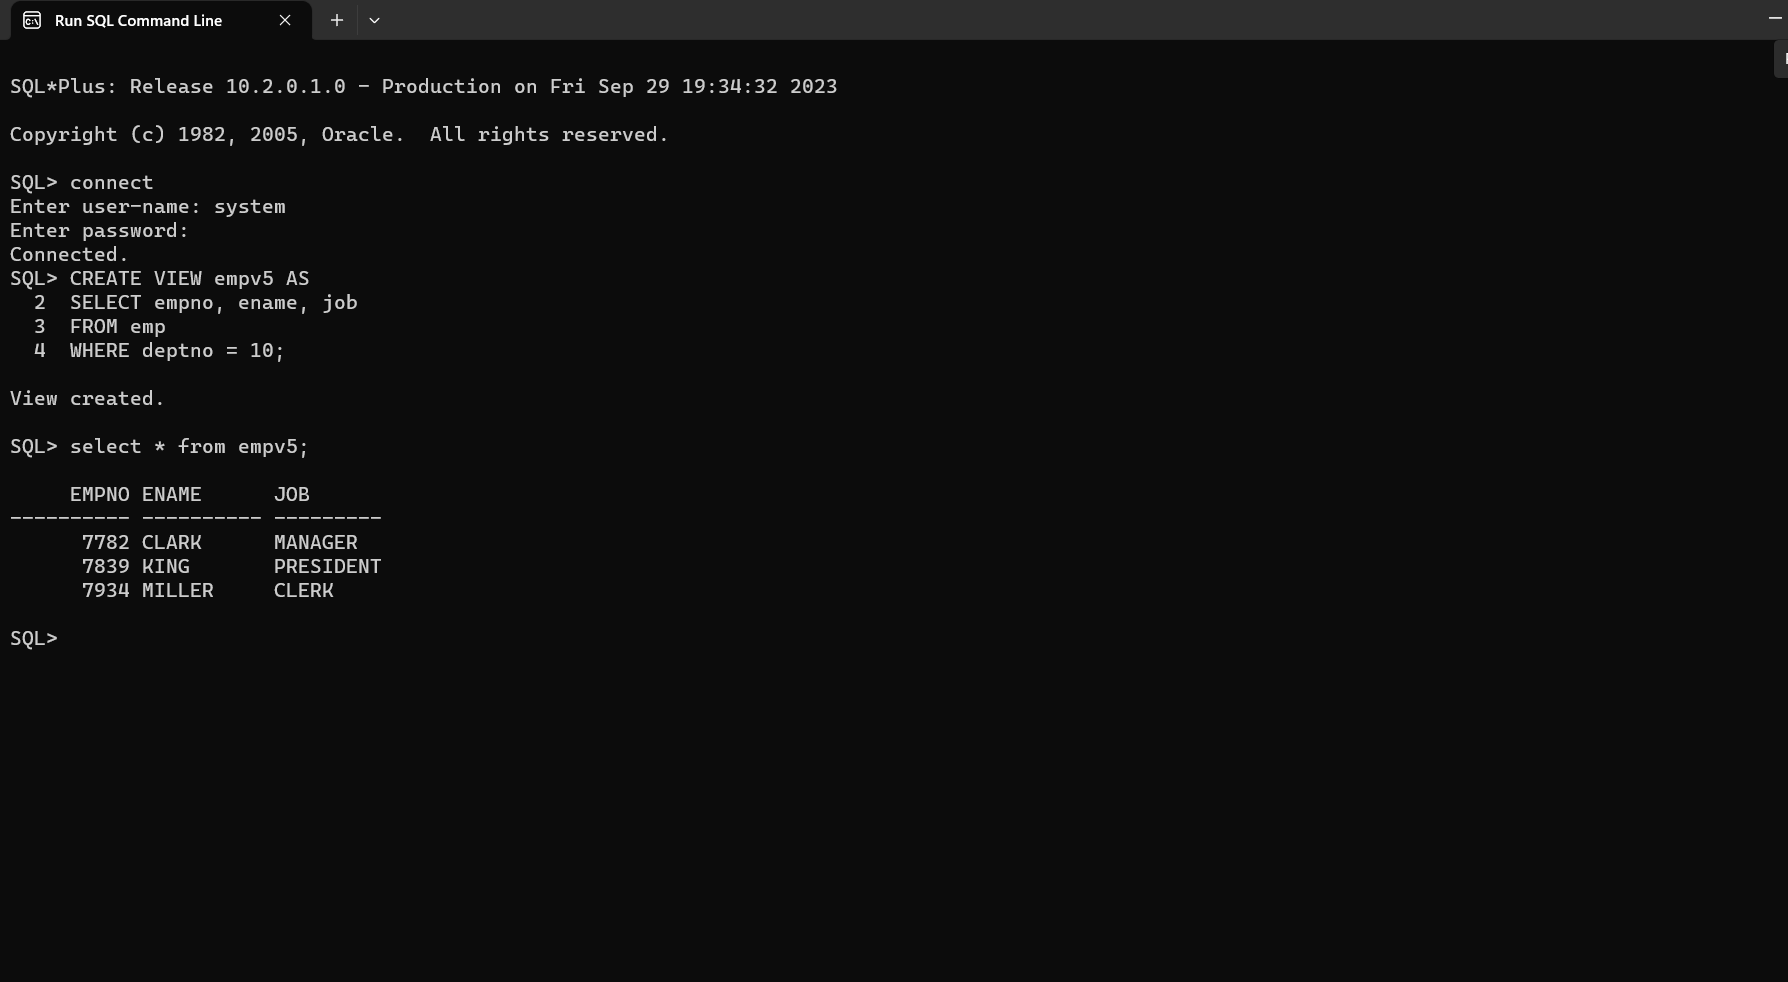 Run SQL Command Line
SQL*Plus: Release 10.2.0.1.0 - Production on Fri Sep 29 19:34:32 2023
Copyright (c) 1982, 2005, Oracle.  All rights reserved.
SQL> connect
Enter user-name: system
Enter password:
Connected.
SQL> CREATE VIEW empv5 AS
  2  SELECT empno, ename, job
  3  FROM emp
  4  WHERE deptno = 10;
View created.
SQL> select * from empv5;
     EMPNO ENAME      JOB
---------- ---------- ---------
      7782 CLARK      MANAGER
      7839 KING       PRESIDENT
      7934 MILLER     CLERK
SQL>